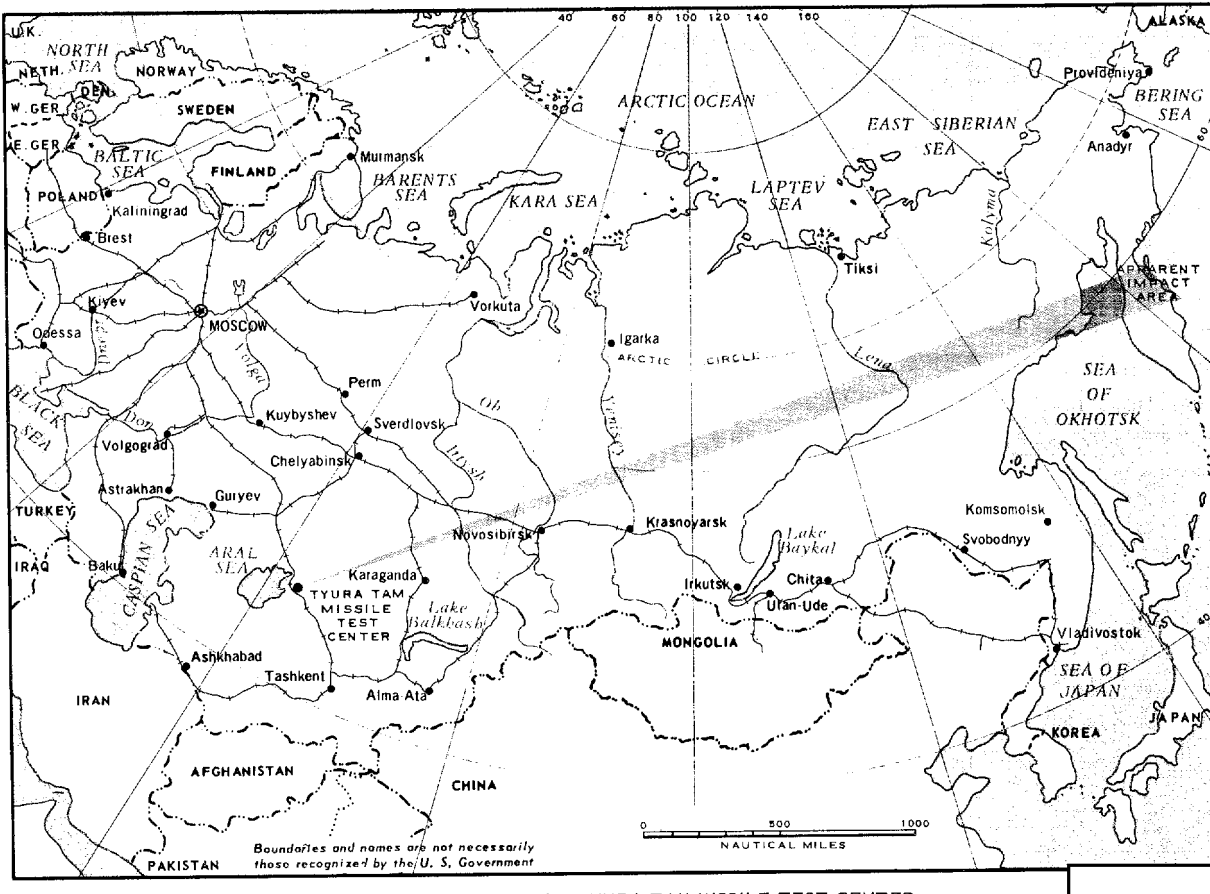 40 60 80 100 120 140 160
U.K.
NORTH
SEA
NORWAY
ALASKA
NETH.
DEN.
SWEDEN
W. GER
E. GER
BALTIC
SEA
FINLAND
Murmansk
BARENTS
SEA
KARA SEA
ARCTIC OCEAN
LAPTEV
SEA
EAST SIBERIAN
SEA
Provideniya
BERING
SEA
60
Anadyr
POLAND
Kaliningrad
Brest
Kolyma
Tiksi
APPARENT
IMPACT
AREA
Kiyev
MOSCOW
Vorkuta
Odessa
Volga
Igarka
ARCTIC CIRCLE
Lena
SEA
OF
OKHOTSK
BLACK
SEA
Don
Perm
Ob
Yenisey
Kuybyshev
Sverdlovsk
Volgograd
Chelyabinsk
Irtysh
Astrakhan
Guryev
TURKEY
Novosibirsk
Krasnoyarsk
Komsomolsk
Svobodnyy
Lake
Baykal
IRAQ
Baku
CASPIAN SEA
ARAL
SEA
Karaganda
Irkutsk
Chita
Ulan-Ude
TYURA TAM
MISSILE
TEST
CENTER
Lake
Balkhash
MONGOLIA
Vladivostok
Ashkhabad
Tashkent
Alma-Ata
SEA OF
JAPAN
IRAN
KOREA
JAPAN
AFGHANISTAN
CHINA
0 500 1000
NAUTICAL MILES
Boundaries and names are not necessarily
those recognized by the U. S. Government
PAKISTAN
TAM MISSILE TEST CENTER